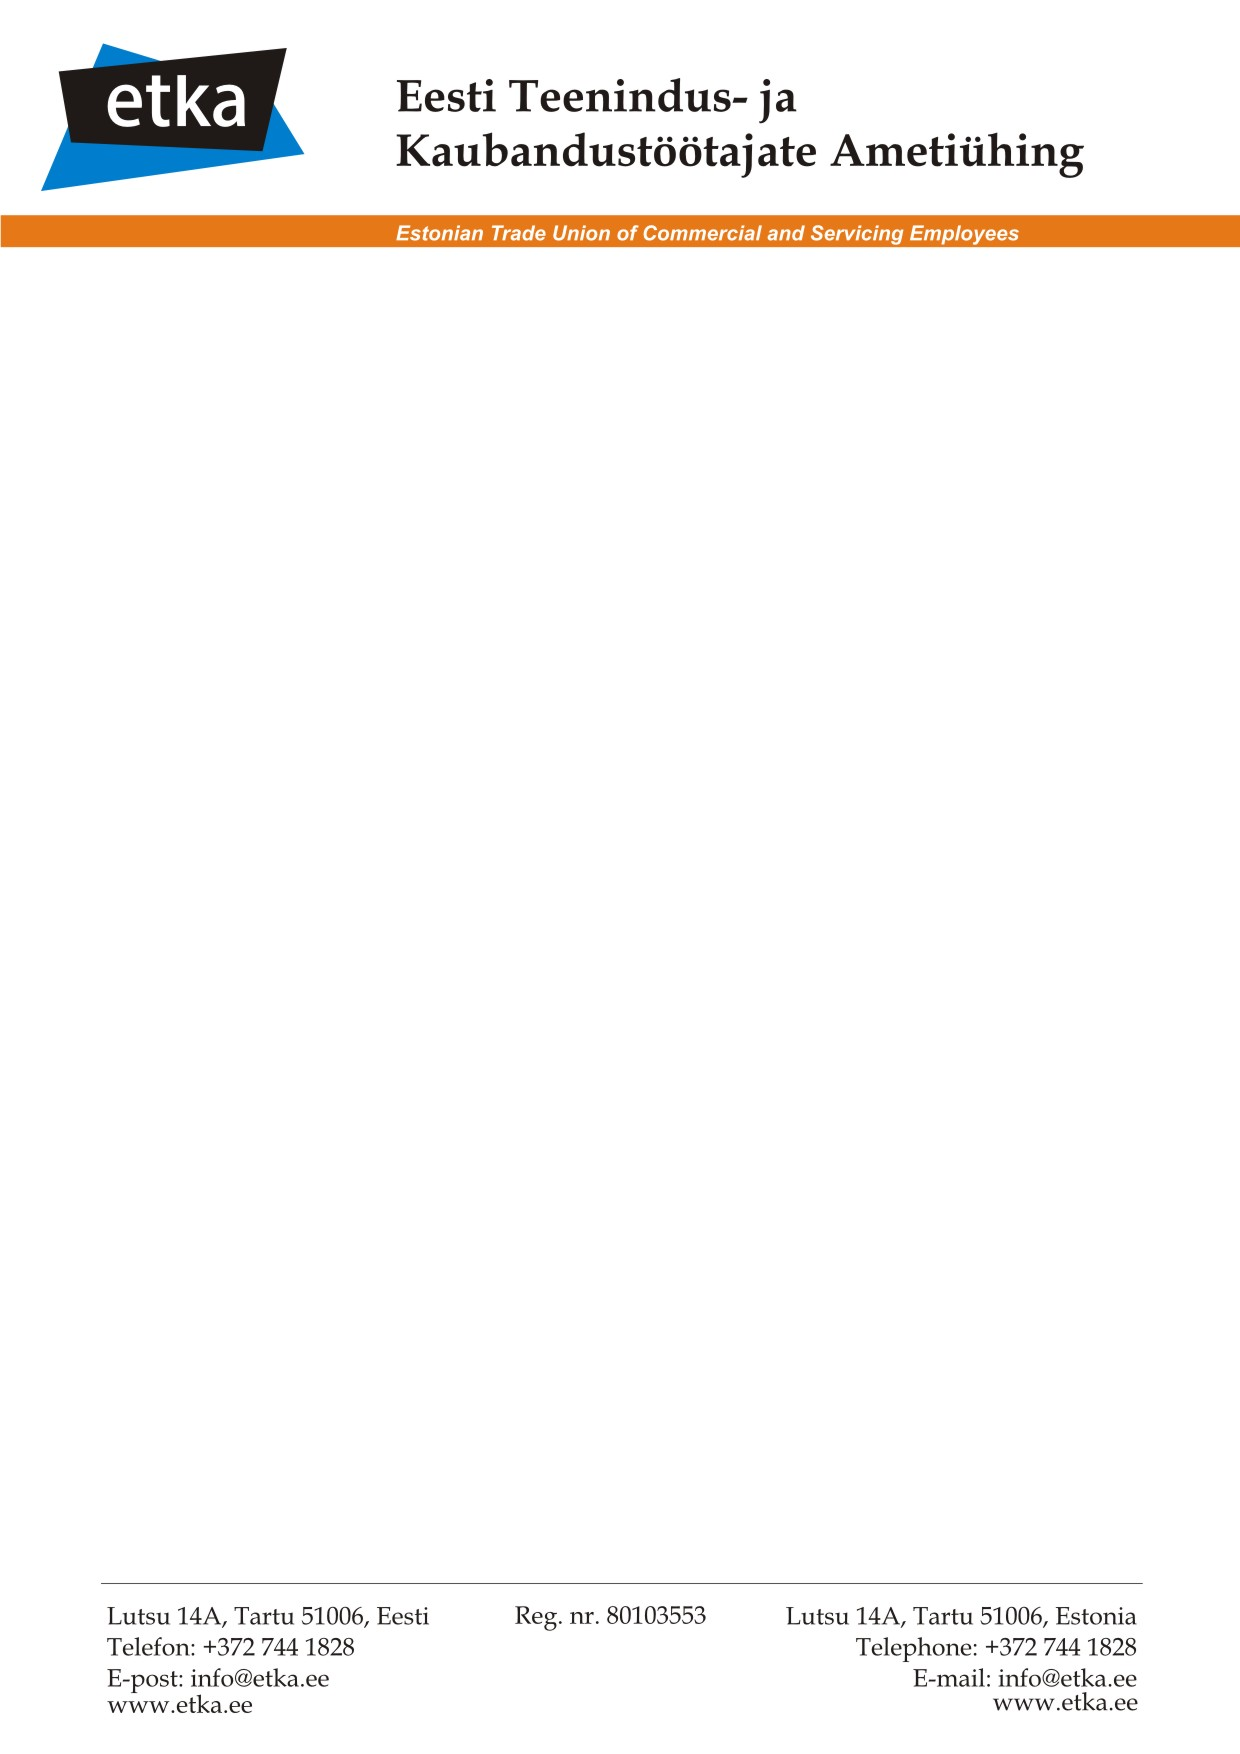 etka
Eesti Teenindus- ja
Kaubandustöötajate Ametiühing
Estonian Trade Union of Commercial and Servicing Employees
Lutsu 14A, Tartu 51006, Eesti
Telefon: +372 744 1828
E-post: info@etka.ee
www.etka.ee
Reg. nr. 80103553
Lutsu 14A, Tartu 51006, Estonia
Telephone: +372 744 1828
E-mail: info@etka.ee
www.etka.ee